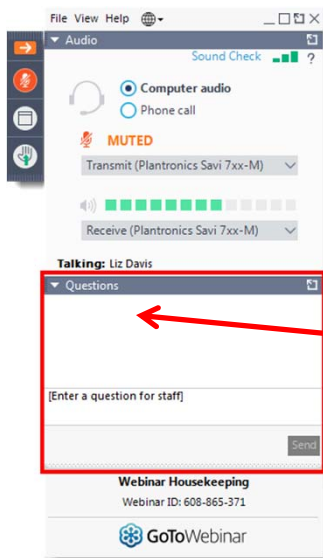 File View Help
Audio
Sound Check ?
Computer audio
Phone call
MUTED
Transmit (Plantronics Savi 7xx-M)
Receive (Plantronics Savi 7xx-M)
Talking: Liz Davis
Questions
[Enter a question for staff]
Send
Webinar Housekeeping
Webinar ID: 608-865-371
GoToWebinar